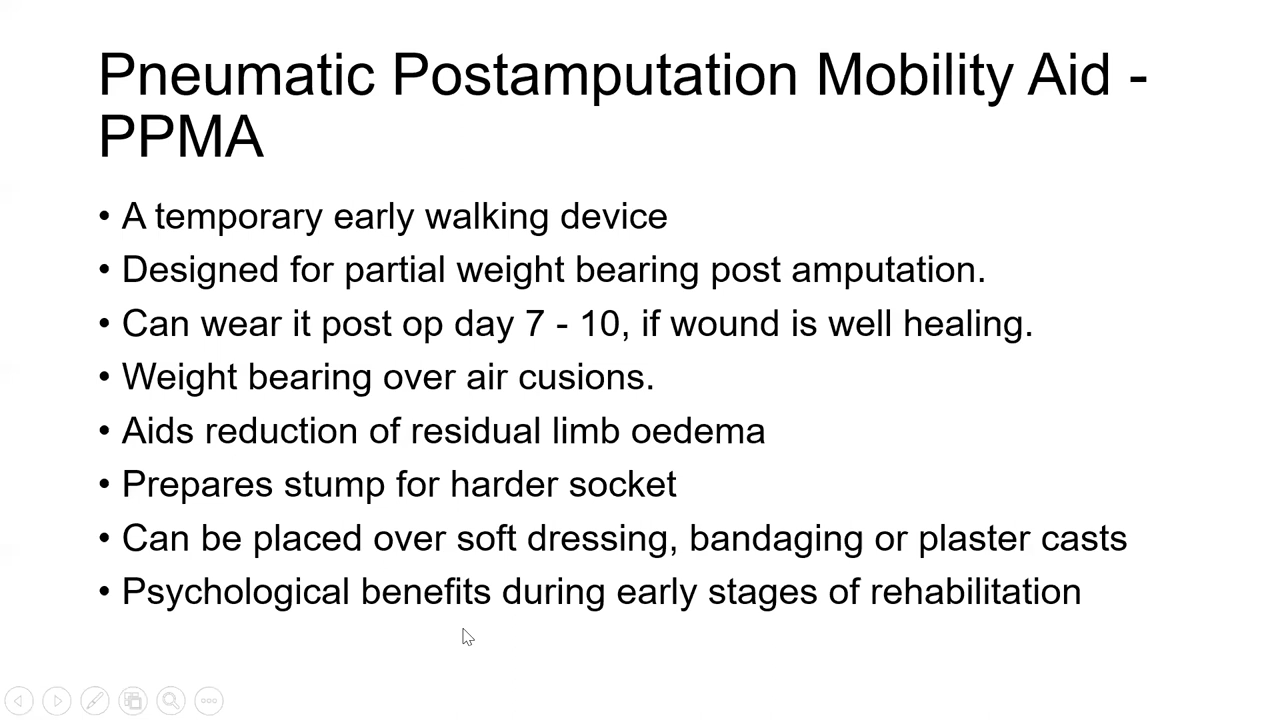 Pneumatic Postamputation Mobility Aid -
PPMA
• A temporary early walking device
• Designed for partial weight bearing post amputation.
• Can wear it post op day 7 - 10, if wound is well healing.
• Weight bearing over air cusions.
• Aids reduction of residual limb oedema
• Prepares stump for harder socket
• Can be placed over soft dressing, bandaging or plaster casts
• Psychological benefits during early stages of rehabilitation